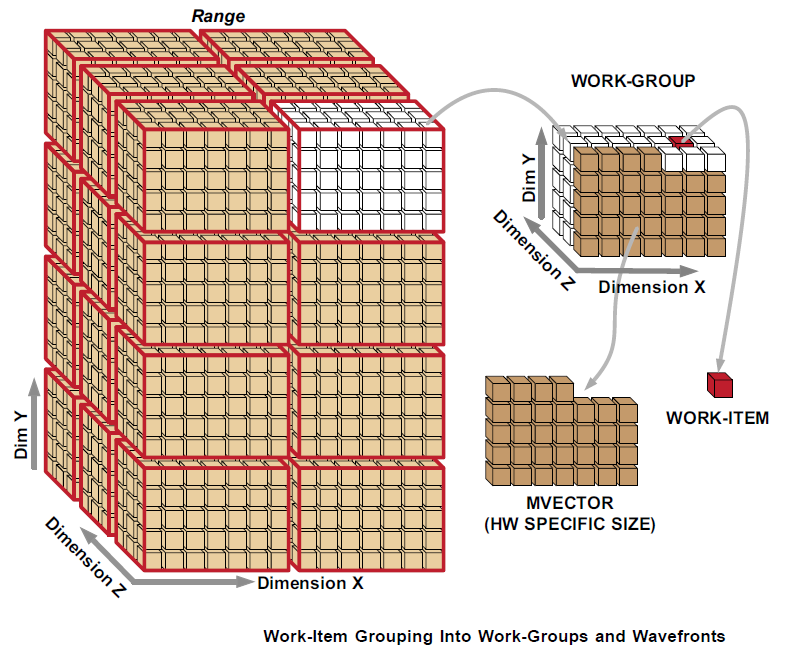 Range
WORK-GROUP
Dim Y
Dimension Z
Dimension X
WORK-ITEM
MVECTOR
(HW SPECIFIC SIZE)
Dim Y
Dimension Z
Dimension X
Work-Item Grouping Into Work-Groups and Wavefronts